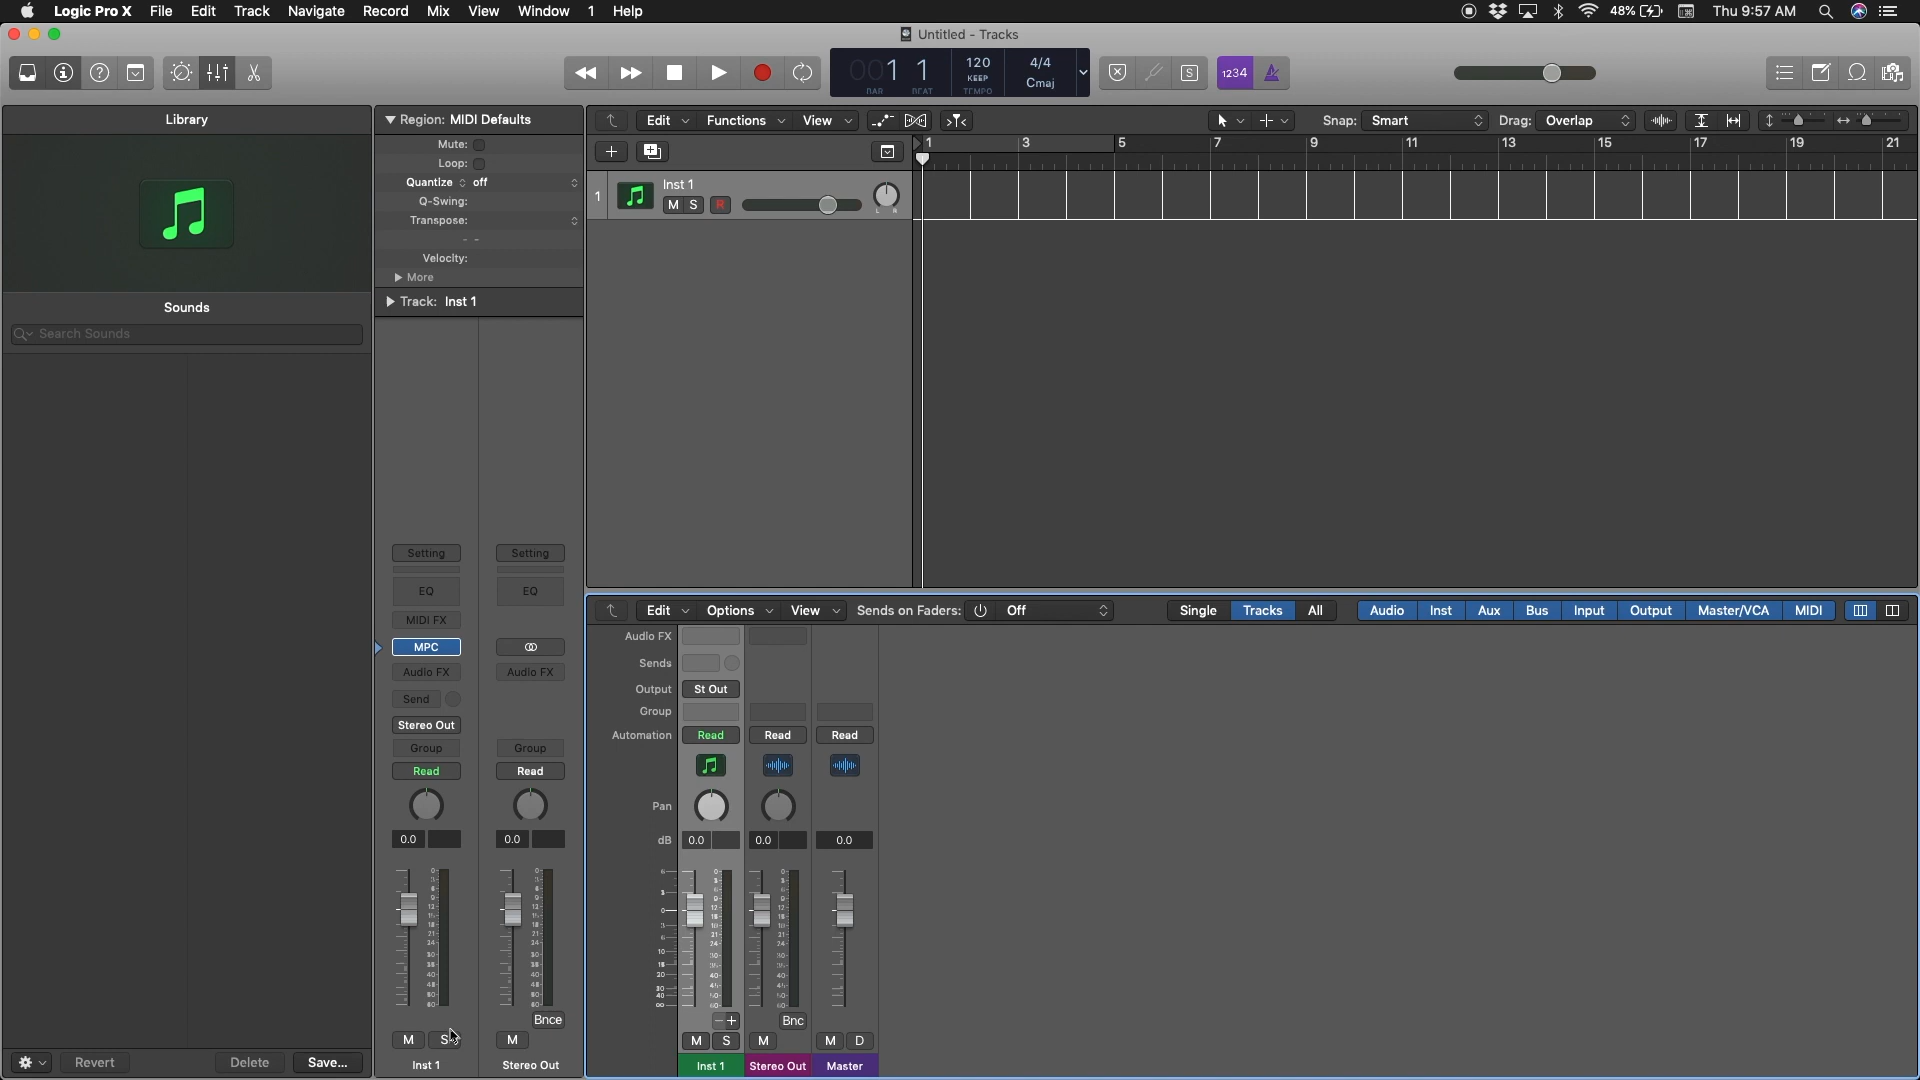 Logic Pro X File Edit Track Navigate Record Mix View Window 1 Help 48% Thu 9:57 AM
Untitled - Tracks
001 1 120 KEEP TEMPO 4/4 Cmaj
BAR BEAT
S 1234
Library
Region: MIDI Defaults
Mute:
Loop:
Quantize off
Q-Swing:
Transpose:
- -
Velocity:
More
Track: Inst 1
Edit Functions View Snap: Smart Drag: Overlap
1 3 5 7 9 11 13 15 17 19 21
1 Inst 1
M S R L R
Sounds
Search Sounds
Setting Setting
EQ EQ
MIDI FX
MPC
Audio FX Audio FX
Send
Stereo Out
Group Group
Read Read
0.0 0.0
Bnce
M S M
Inst 1 Stereo Out
Revert Delete Save...
Edit Options View Sends on Faders: Off Single Tracks All Audio Inst Aux Bus Input Output Master/VCA MIDI
Audio FX
Sends
Output St Out
Group
Automation Read Read Read
Pan
dB 0.0 0.0 0.0
- + Bnc
M S M M D
Inst 1 Stereo Out Master